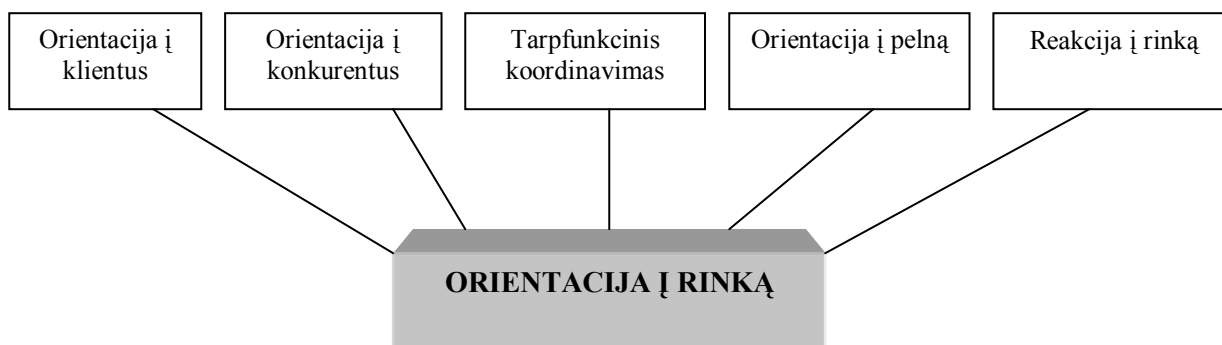 Orientacija į
klientus
Orientacija į
konkurentus
Tarpfunkcinis
koordinavimas
Orientacija į pelną
Reakcija į rinką
ORIENTACIJA Į RINKĄ